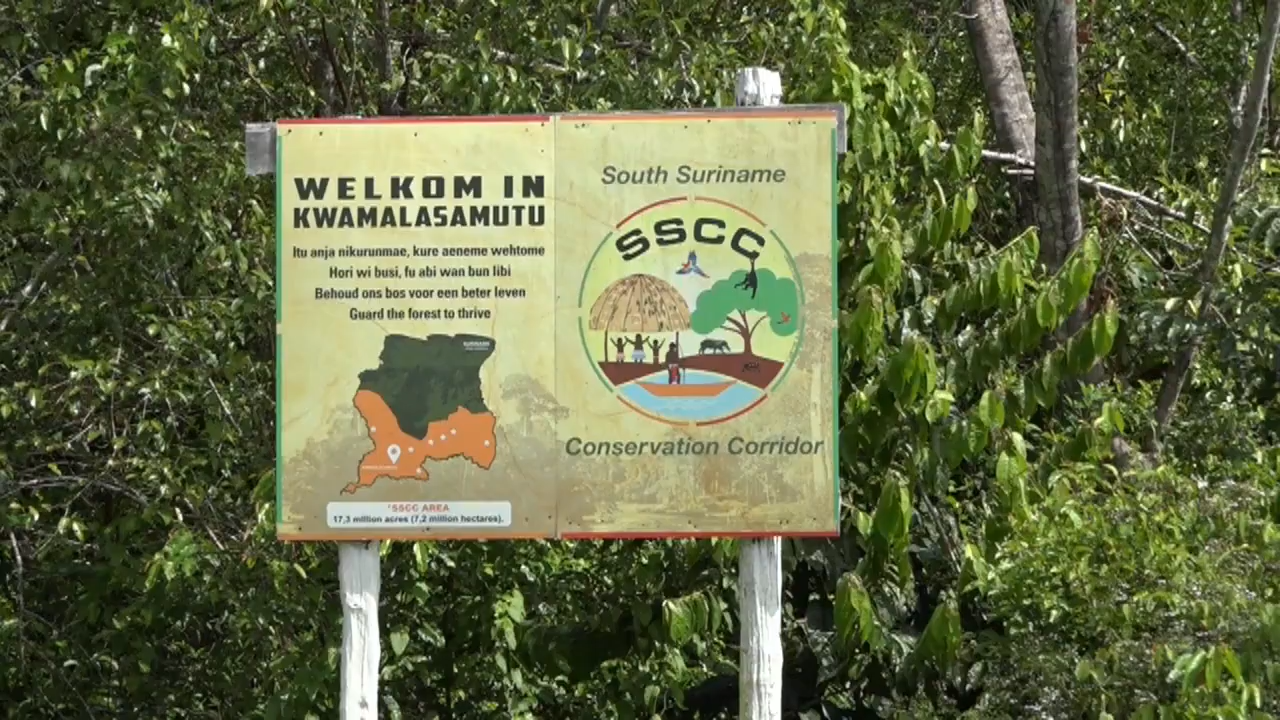 WELKOM IN
KWAMALASAMUTU
Itu anja nikurunmae, kure aeneme wehtome
Hori wi busi, fu abi wan bun libi
Behoud ons bos voor een beter leven
Guard the forest to thrive
SURINAME
*SSCC AREA
17,3 million acres (7,2 million hectares).
South Suriname
SSCC
Conservation Corridor